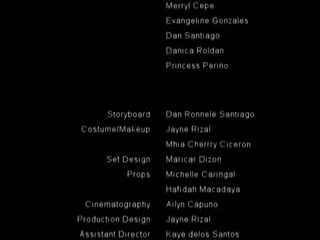 Merryl Cepe
Evangeline Gonzales
Dan Santiago
Danica Roldan
Princess Perino
Storyboard Dan Ronnele Santiago
Costume/Makeup Jayne Rizal
Mhia Cherrry Ciceron
Set Design Maricar Dizon
Props Michelle Caringal
Hafidah Macadaya
Cinematography Arlyn Capuno
Production Design Jayne Rizal
Assistant Director Kaye delos Santos